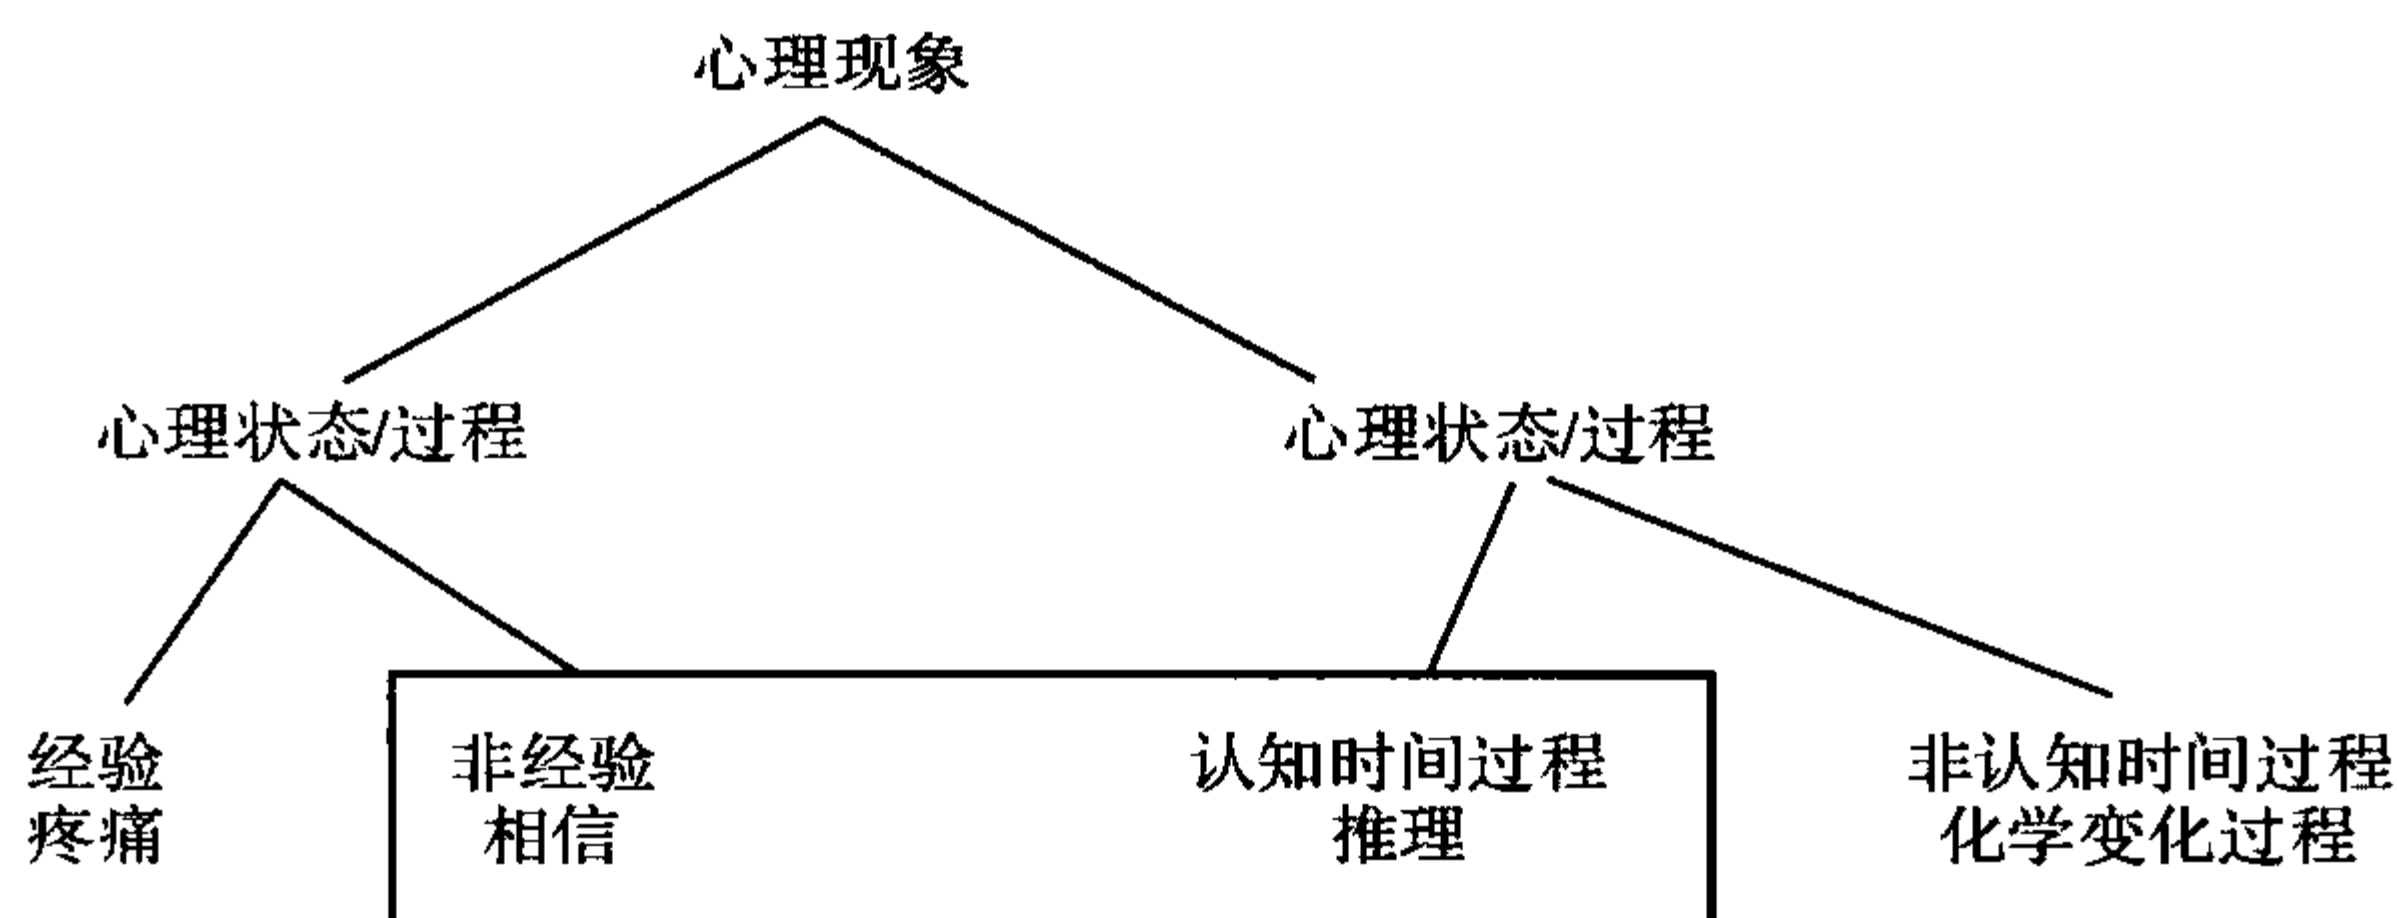 心理现象
心理状态/过程
心理状态/过程
经验
疼痛
非经验
相信
认知时间过程
推理
非认知时间过程
化学变化过程